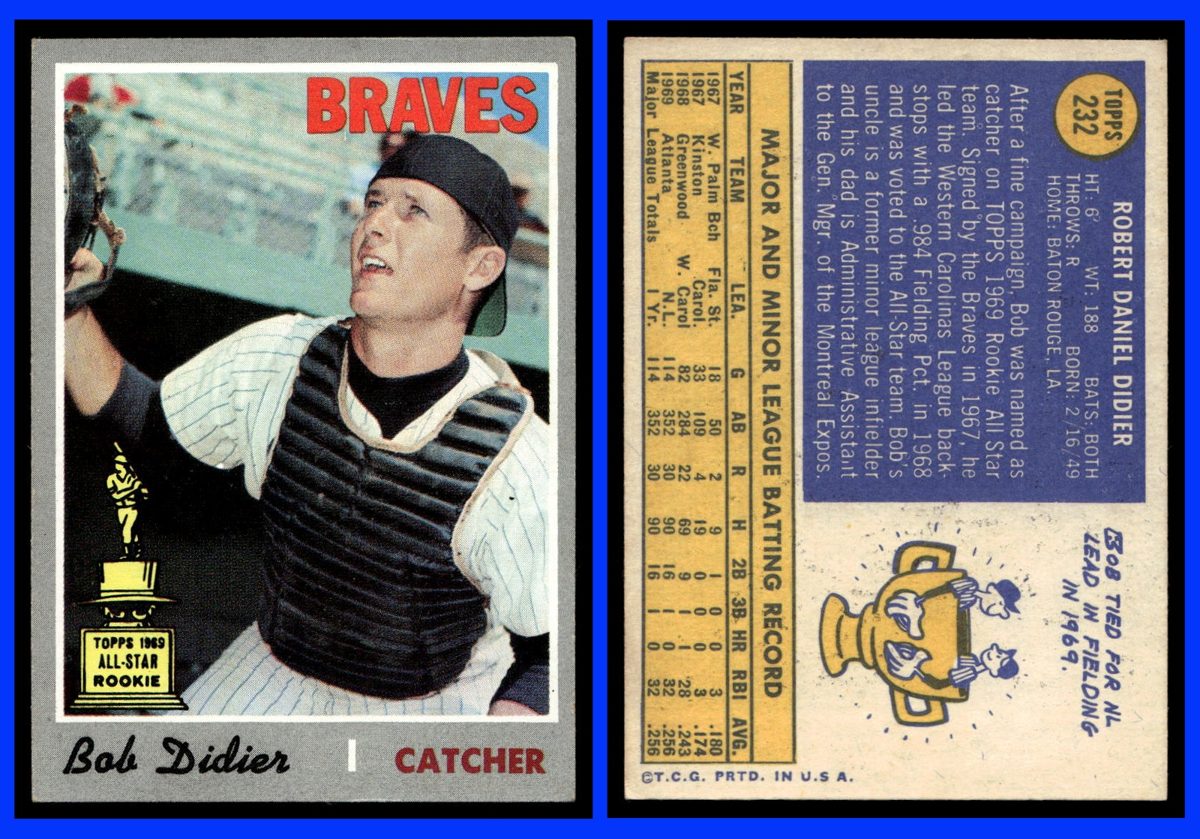 BRAVES
TOPPS 1969
ALL-STAR
ROOKIE
Bob Didier
CATCHER
TOPPS
232
ROBERT DANIEL DIDIER
HT: 6' WT: 188 BATS: BOTH
THROWS: R BORN: 2/16/49
HOME: BATON ROUGE, LA.
After a fine campaign, Bob was named as
catcher on TOPPS 1969 Rookie All Star
team. Signed by the Braves in 1967, he
led the Western Carolinas League back-
stops with a .984 Fielding Pct. in 1968
and was voted to the All-Star team. Bob's
uncle is a former minor league infielder
and his dad is Administrative Assistant
to the Gen. Mgr. of the Montreal Expos.
BOB TIED FOR NL
LEAD IN FIELDING
IN 1969.
MAJOR AND MINOR LEAGUE BATTING RECORD
YEAR TEAM LEA. G AB R H 2B 3B HR RBI AVG.
1967 W. Palm Bch Fla. St. 18 50 2 9 1 0 0 3 .180
1967 Kinston Carol. 33 109 4 19 0 0 0 3 .174
1968 Greenwood W. Carol 82 284 22 69 9 1 0 28 .243
1969 Atlanta N.L. 114 352 30 90 16 1 0 32 .256
Major League Totals 1 Yr. 114 352 30 90 16 1 0 32 .256
©T.C.G. PRTD. IN U.S.A.